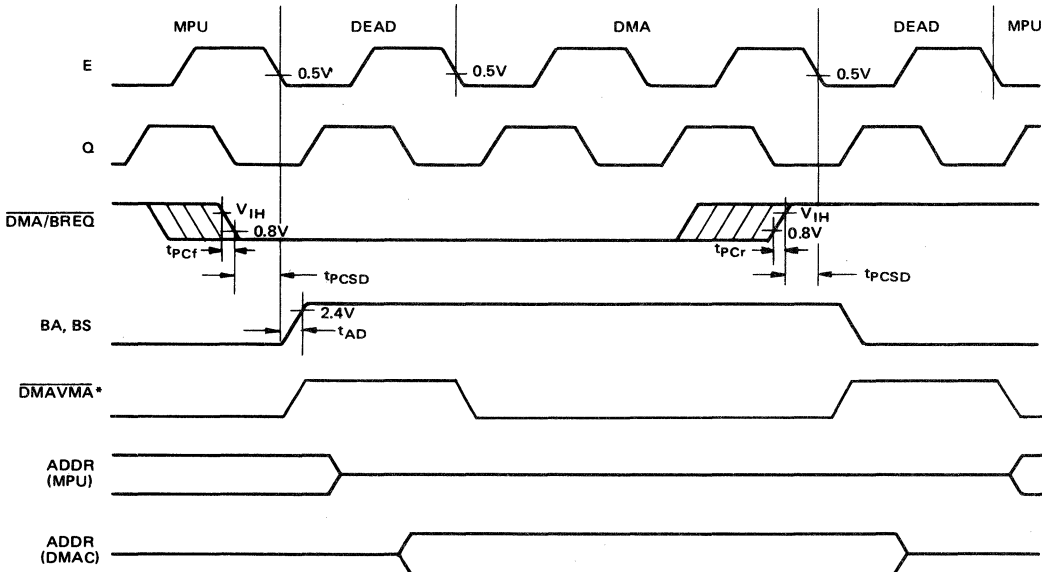 MPU DEAD DMA DEAD MPU
E 0.5V' 0.5V 0.5V
Q
DMA/BREQ VIH VIH
0.8V 0.8V
tPCf tPCr
tPCSD tPCSD
BA, BS 2.4V
tAD
DMAVMA*
ADDR
(MPU)
ADDR
(DMAC)